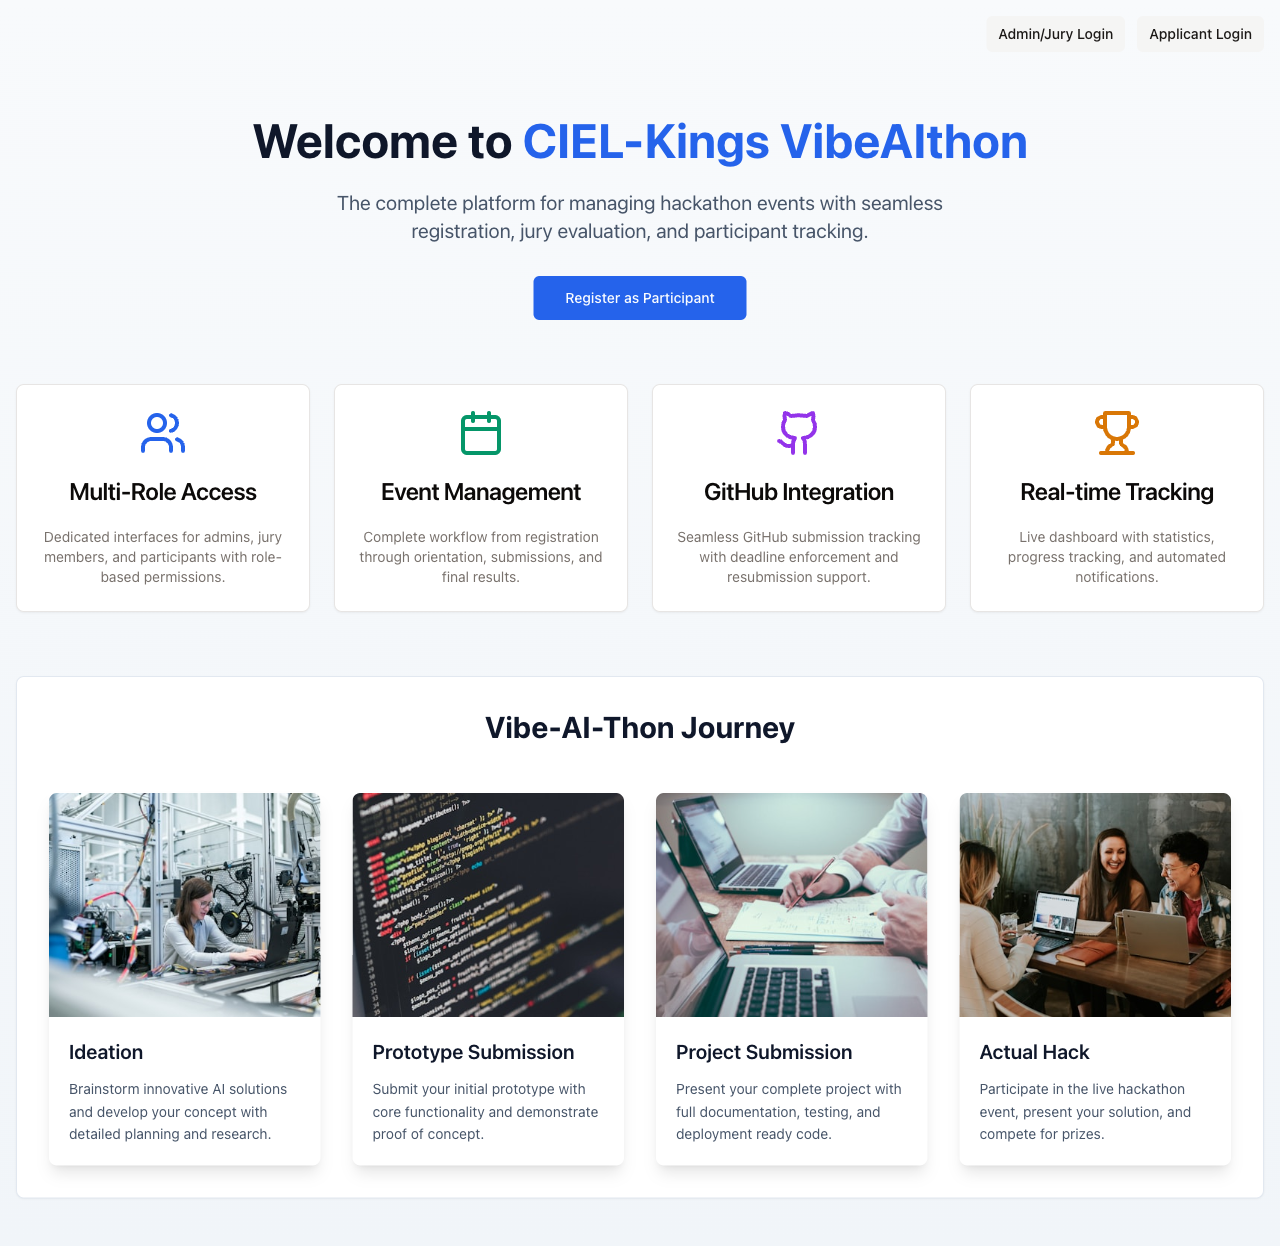 Admin/Jury Login
Applicant Login
Welcome to CIEL-Kings VibeAIthon
The complete platform for managing hackathon events with seamless
registration, jury evaluation, and participant tracking.
Register as Participant
Multi-Role Access
Dedicated interfaces for admins, jury
members, and participants with role-
based permissions.
Event Management
Complete workflow from registration
through orientation, submissions, and
final results.
GitHub Integration
Seamless GitHub submission tracking
with deadline enforcement and
resubmission support.
Real-time Tracking
Live dashboard with statistics,
progress tracking, and automated
notifications.
Vibe-AI-Thon Journey
Ideation
Brainstorm innovative AI solutions
and develop your concept with
detailed planning and research.
Prototype Submission
Submit your initial prototype with
core functionality and demonstrate
proof of concept.
Project Submission
Present your complete project with
full documentation, testing, and
deployment ready code.
Actual Hack
Participate in the live hackathon
event, present your solution, and
compete for prizes.